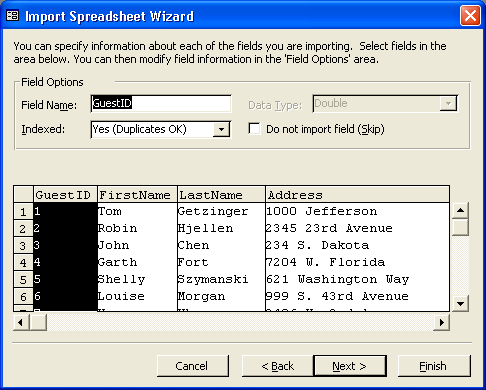 Import Spreadsheet Wizard
You can specify information about each of the fields you are importing. Select fields in the
area below. You can then modify field information in the 'Field Options' area.
Field Options
Field Name: GuestID Data Type: Double
Indexed: Yes (Duplicates OK) Do not import field (Skip)
GuestID FirstName LastName Address
1 1 Tom Getzinger 1000 Jefferson
2 2 Robin Hjellen 2345 23rd Avenue
3 3 John Chen 234 S. Dakota
4 4 Garth Fort 7204 W. Florida
5 5 Shelly Szymanski 621 Washington Way
6 6 Louise Morgan 999 S. 43rd Avenue
Cancel < Back Next > Finish